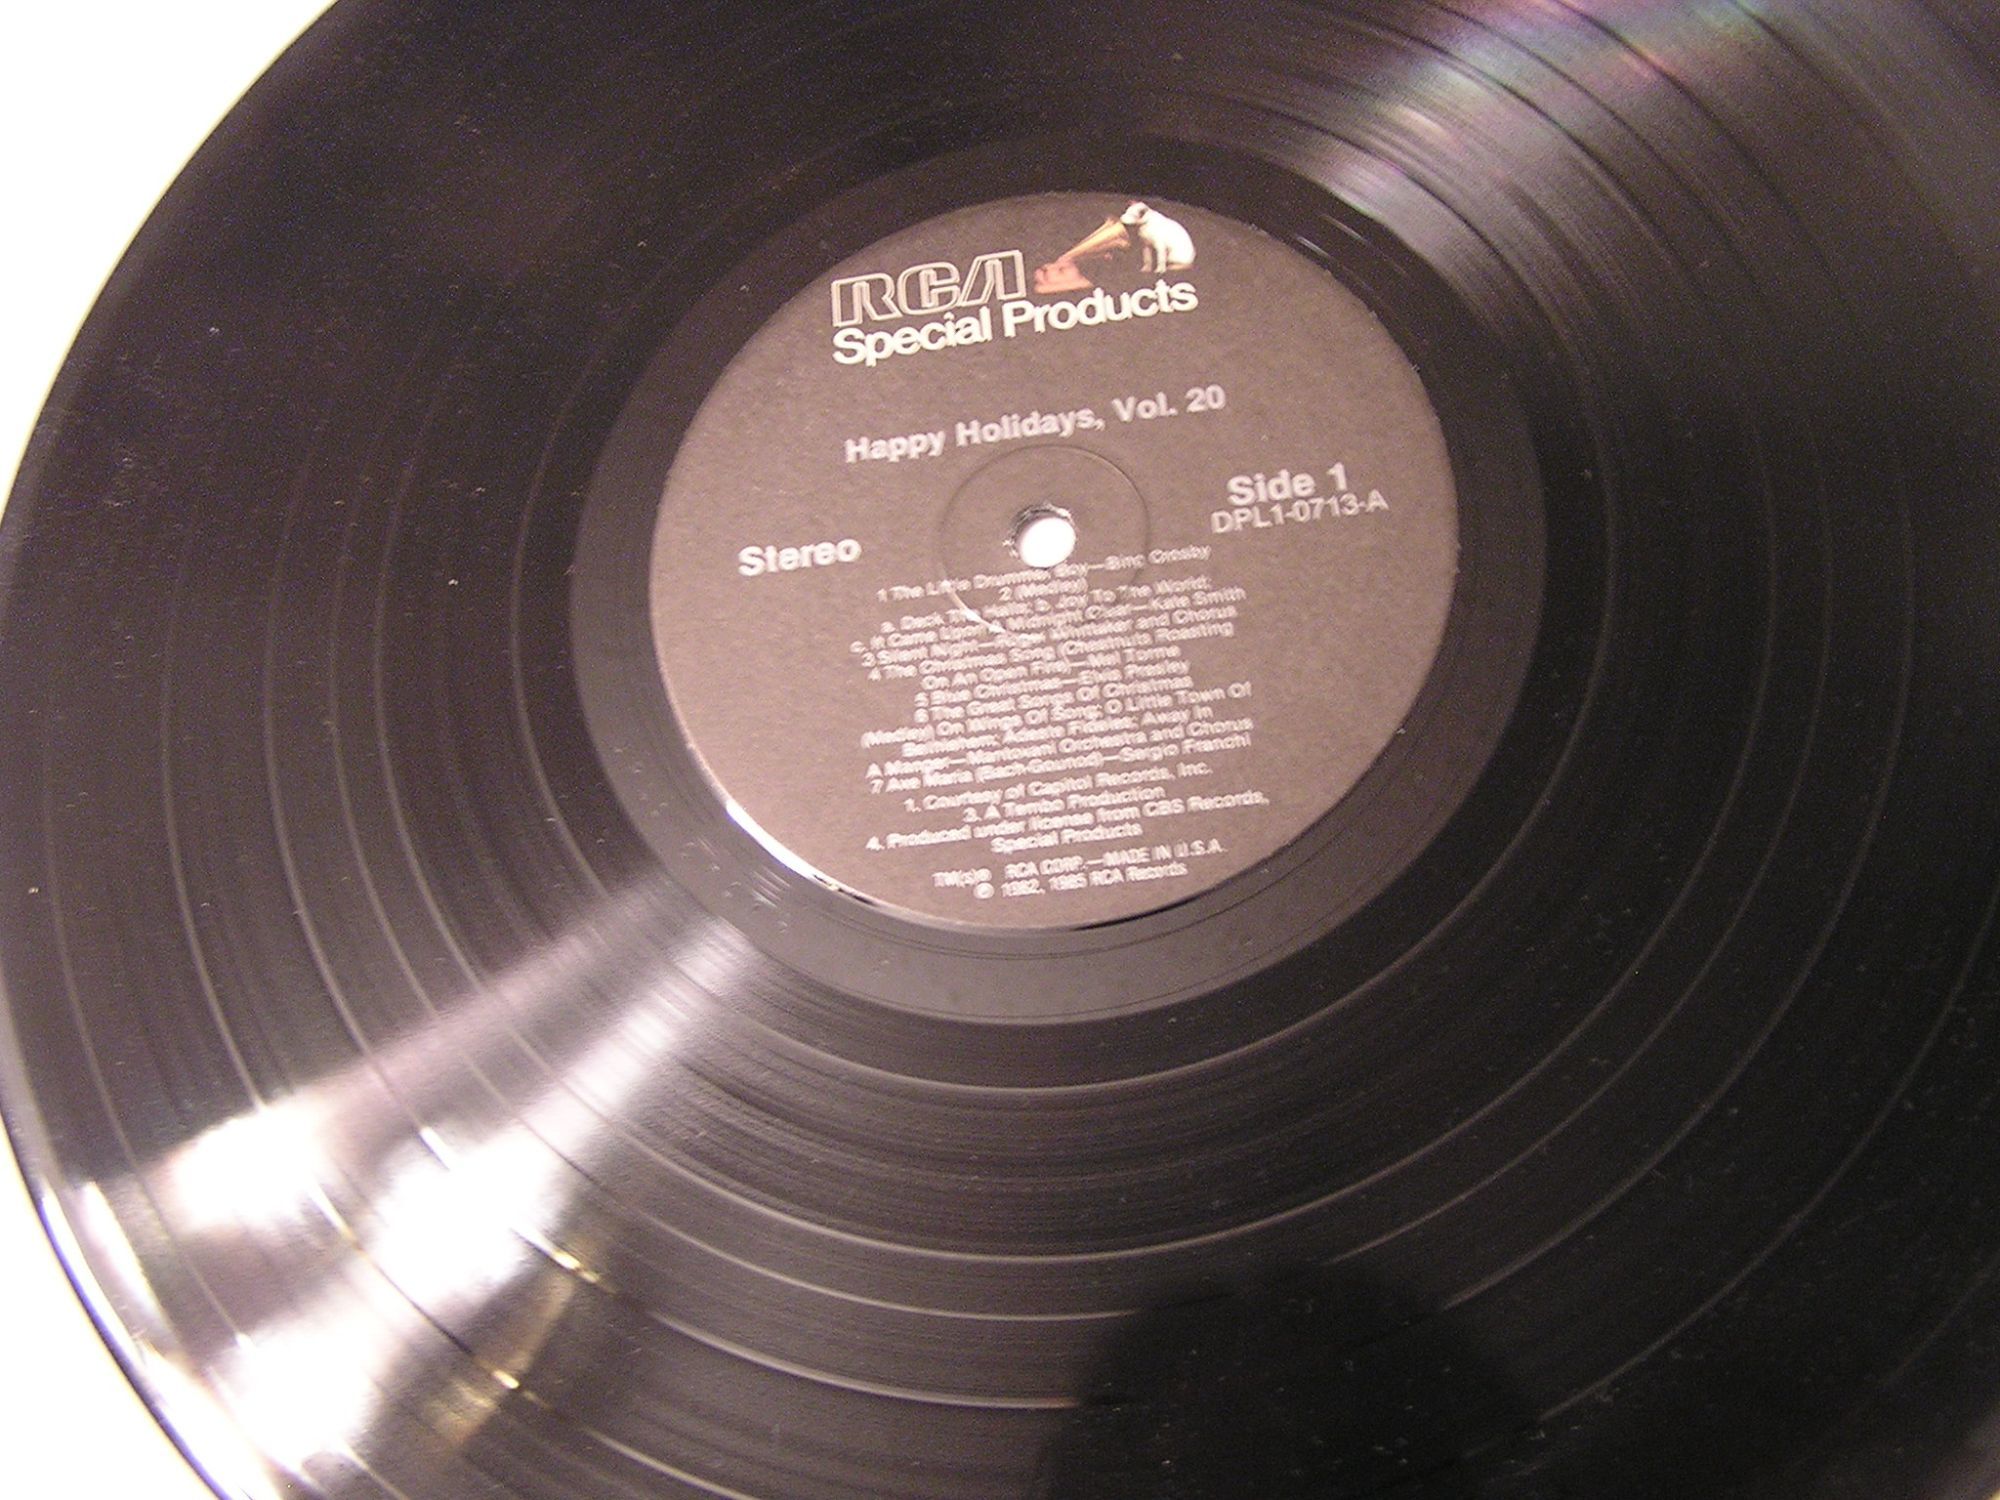 RCA
Special Products
Happy Holidays, Vol. 20
Side 1
DPL1-0713-A
Stereo
1 The Little Drummer Boy—Bing Crosby
2 (Medley)
a. Deck The Halls; b. Joy To The World;
c. It Came Upon A Midnight Clear—Kate Smith
3 Silent Night—Roger Whittaker and Chorus
4 The Christmas Song (Chestnuts Roasting
On An Open Fire)—Mel Torme
5 Blue Christmas—Elvis Presley
6 The Great Songs Of Christmas
(Medley) On Wings Of Song; O Little Town Of
Bethlehem; Adeste Fideles; Away In
A Manger—Mantovani Orchestra and Chorus
7 Ave Maria (Bach-Gounod)—Sergio Franchi
1. Courtesy of Capitol Records, Inc.
3. A Tembo Production
4. Produced under license from CBS Records,
Special Products
TM(s)® RCA CORP.—MADE IN U.S.A.
℗ 1982, 1985 RCA Records